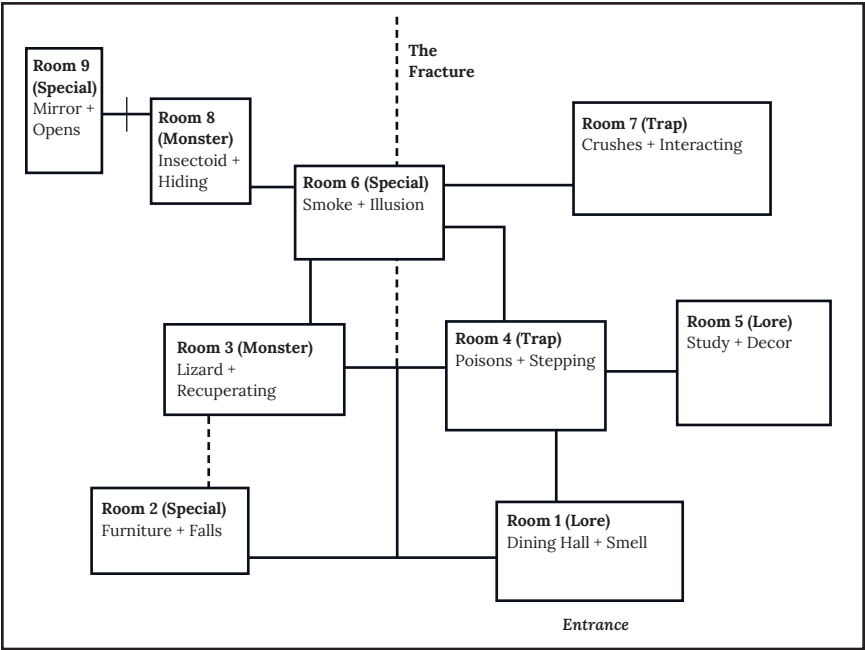 The
Fracture
Room 9
(Special)
Mirror +
Opens
Room 8
(Monster)
Insectoid +
Hiding
Room 7 (Trap)
Crushes + Interacting
Room 6 (Special)
Smoke + Illusion
Room 3 (Monster)
Lizard +
Recuperating
Room 4 (Trap)
Poisons + Stepping
Room 5 (Lore)
Study + Decor
Room 2 (Special)
Furniture + Falls
Room 1 (Lore)
Dining Hall + Smell
Entrance